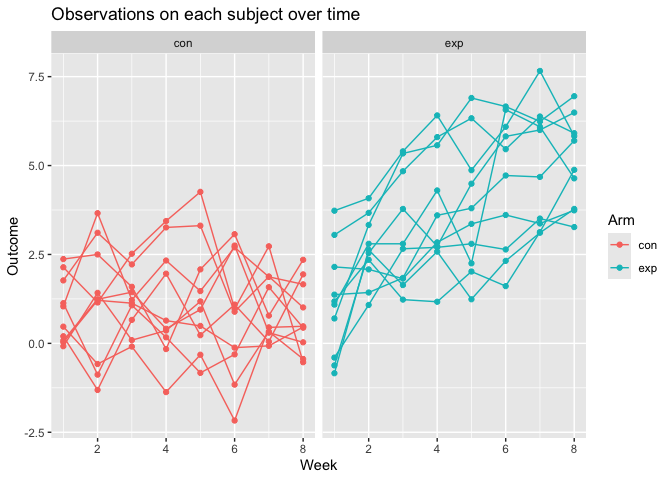 Observations on each subject over time
con exp
7.5
5.0
2.5
0.0
-2.5
Outcome
2 4 6 8 2 4 6 8
Week
Arm
con
exp